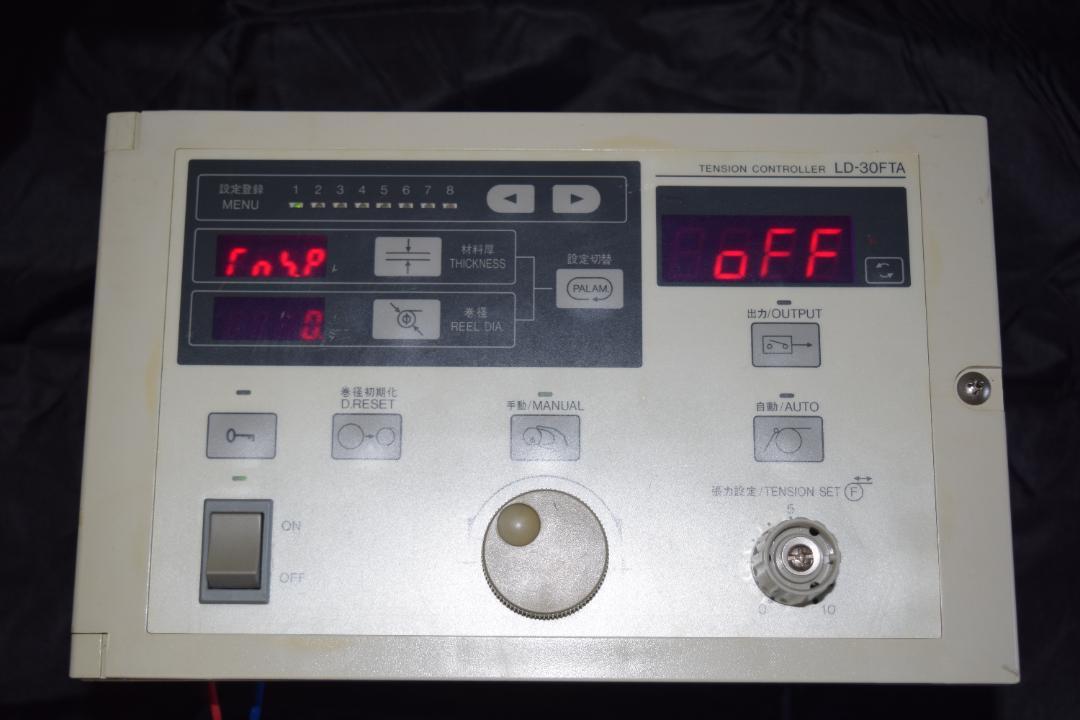 TENSION CONTROLLER LD-30FTA
設定登録
MENU
1 2 3 4 5 6 7 8
材料厚
THICKNESS
設定切替
PALAM.
0
巻径
REEL DIA.
oFF
出力/OUTPUT
巻径初期化
D.RESET
手動/MANUAL
自動/AUTO
張力設定/TENSION SET F
ON
OFF
5
0
10